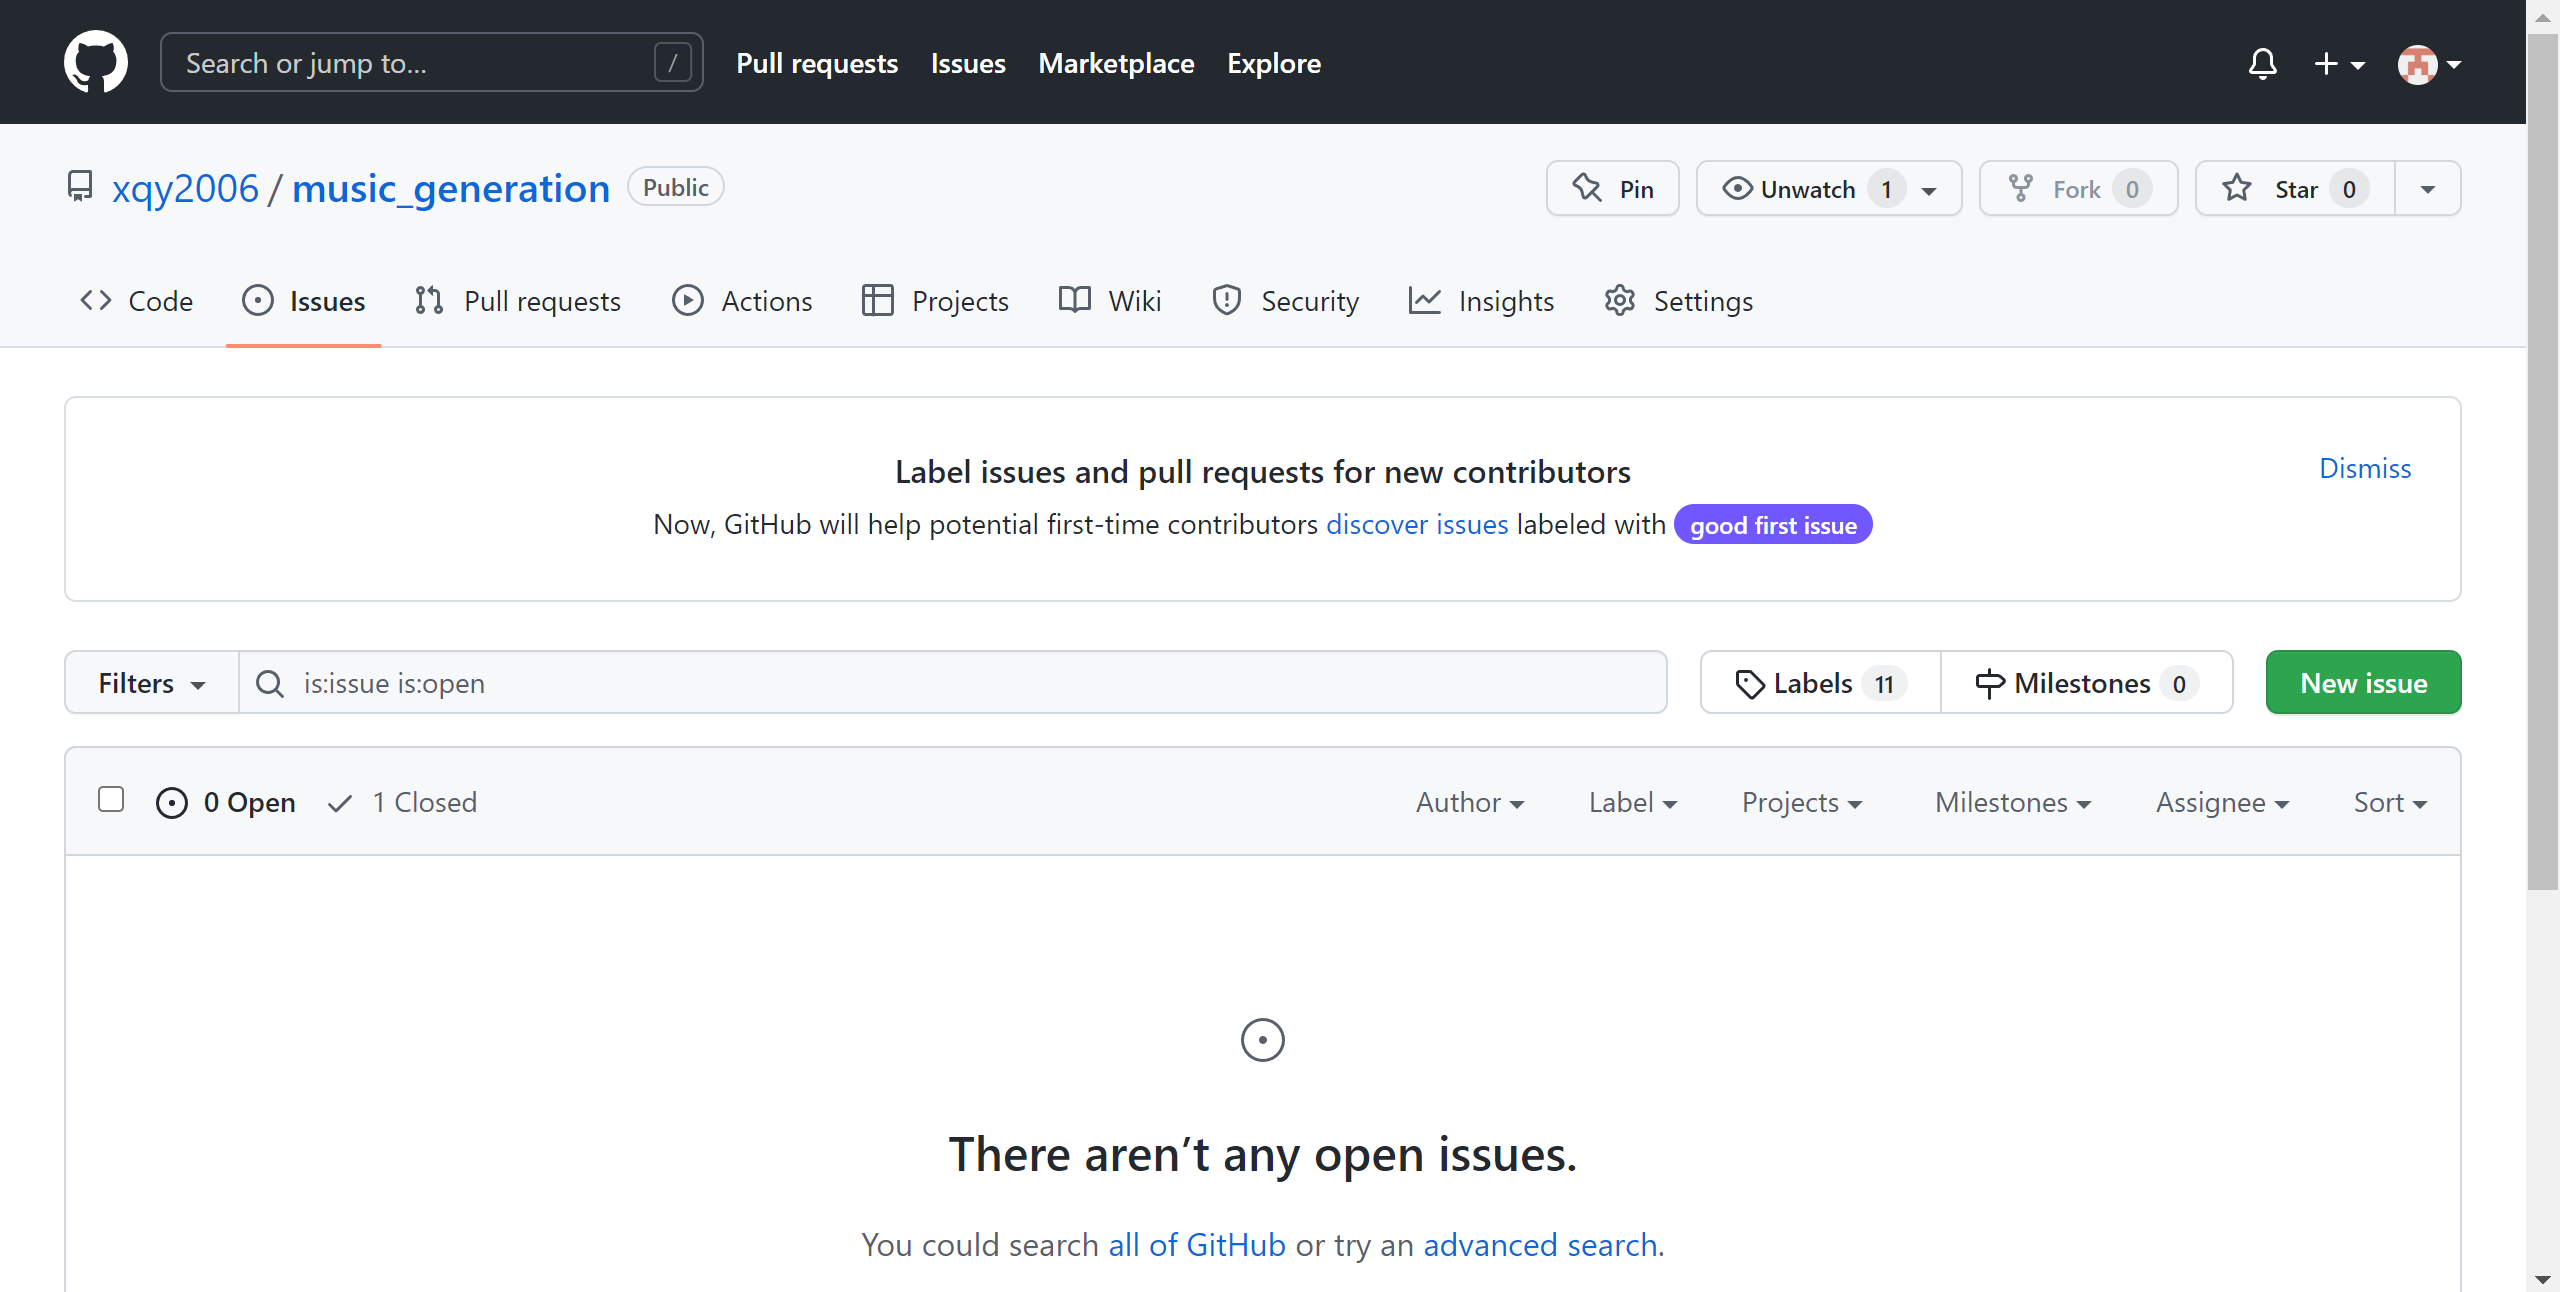 Search or jump to... / Pull requests Issues Marketplace Explore
xqy2006 / music_generation Public Pin Unwatch 1 Fork 0 Star 0
Code Issues Pull requests Actions Projects Wiki Security Insights Settings
Label issues and pull requests for new contributors
Dismiss
Now, GitHub will help potential first-time contributors discover issues labeled with good first issue
Filters is:issue is:open Labels 11 Milestones 0 New issue
0 Open 1 Closed Author Label Projects Milestones Assignee Sort
There aren’t any open issues.
You could search all of GitHub or try an advanced search.